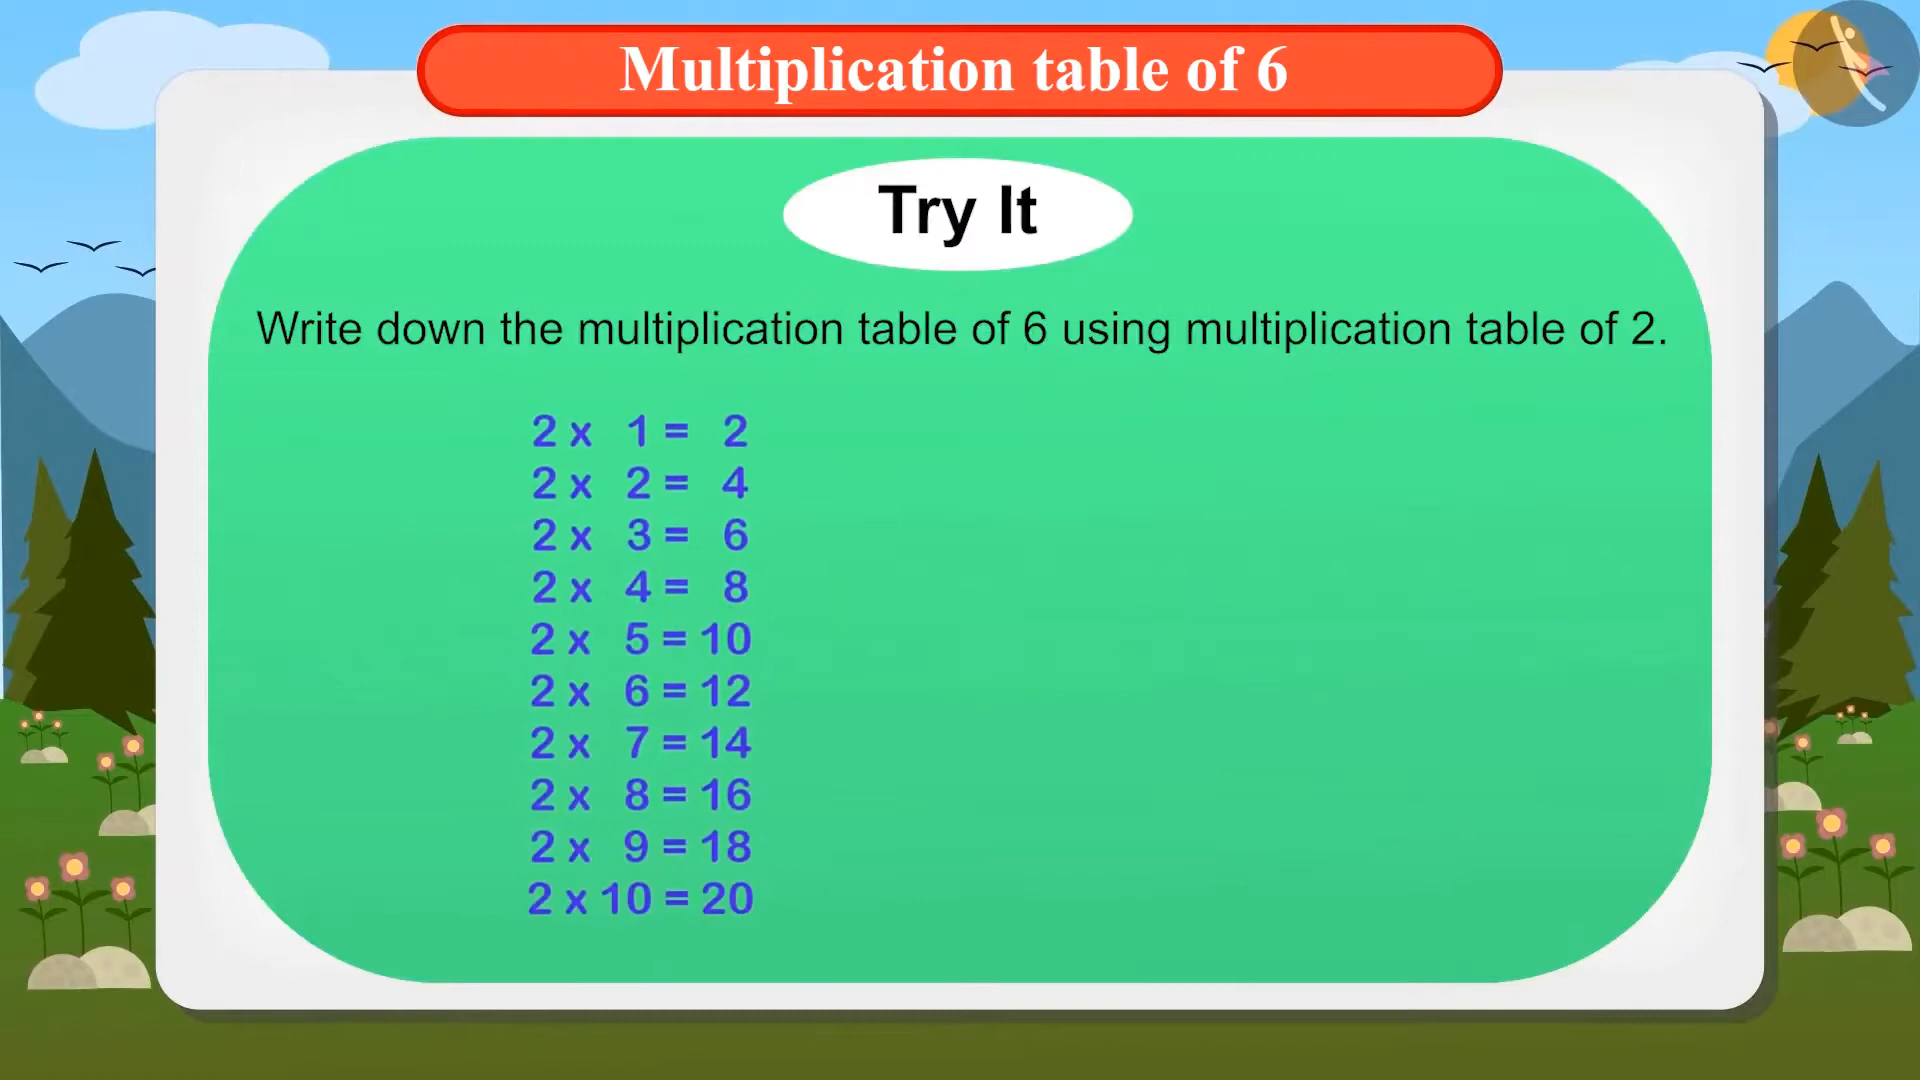 Multiplication table of 6
Try It
Write down the multiplication table of 6 using multiplication table of 2.
2 x 1 = 2
2 x 2 = 4
2 x 3 = 6
2 x 4 = 8
2 x 5 = 10
2 x 6 = 12
2 x 7 = 14
2 x 8 = 16
2 x 9 = 18
2 x 10 = 20